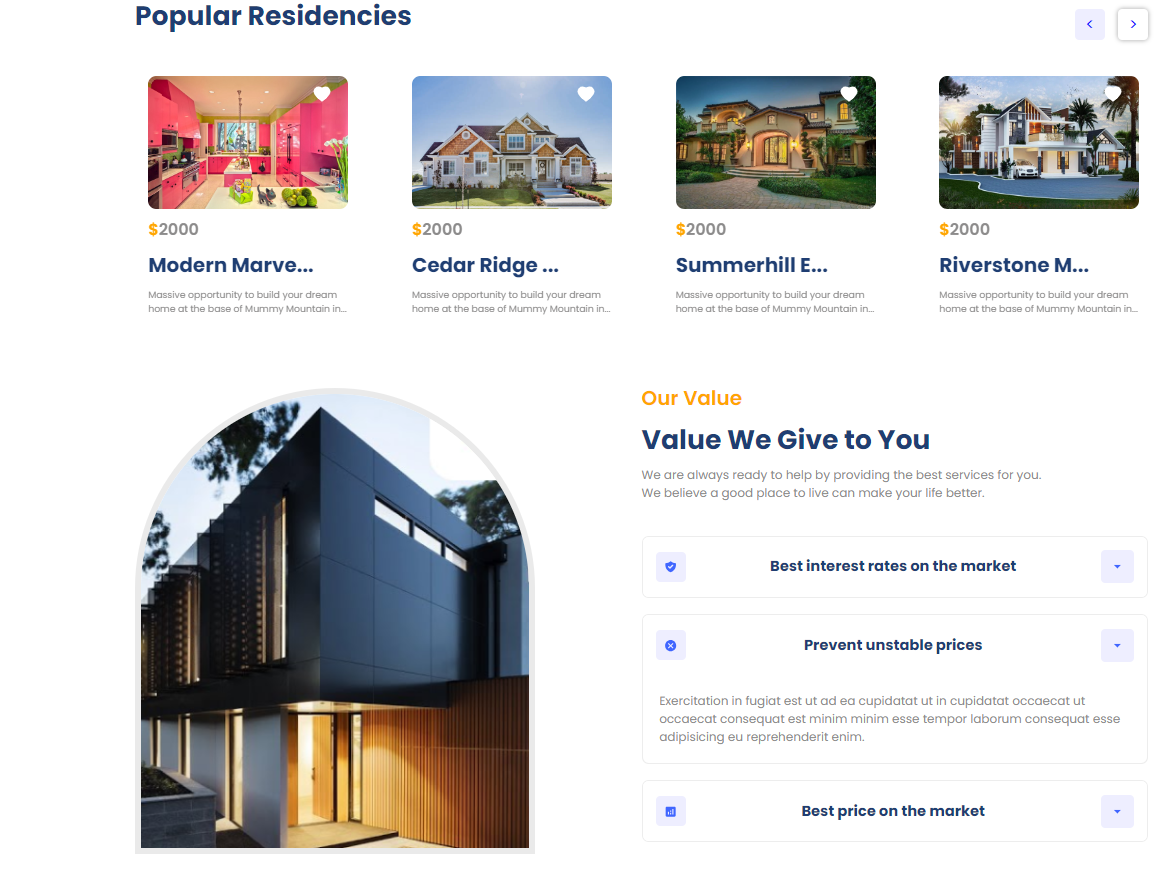 Popular Residencies
< >
$2000
Modern Marve...
Massive opportunity to build your dream
home at the base of Mummy Mountain in...
$2000
Cedar Ridge ...
Massive opportunity to build your dream
home at the base of Mummy Mountain in...
$2000
Summerhill E...
Massive opportunity to build your dream
home at the base of Mummy Mountain in...
$2000
Riverstone M...
Massive opportunity to build your dream
home at the base of Mummy Mountain in...
Our Value
Value We Give to You
We are always ready to help by providing the best services for you.
We believe a good place to live can make your life better.
Best interest rates on the market
Prevent unstable prices
Exercitation in fugiat est ut ad ea cupidatat ut in cupidatat occaecat ut
occaecat consequat est minim minim esse tempor laborum consequat esse
adipisicing eu reprehenderit enim.
Best price on the market